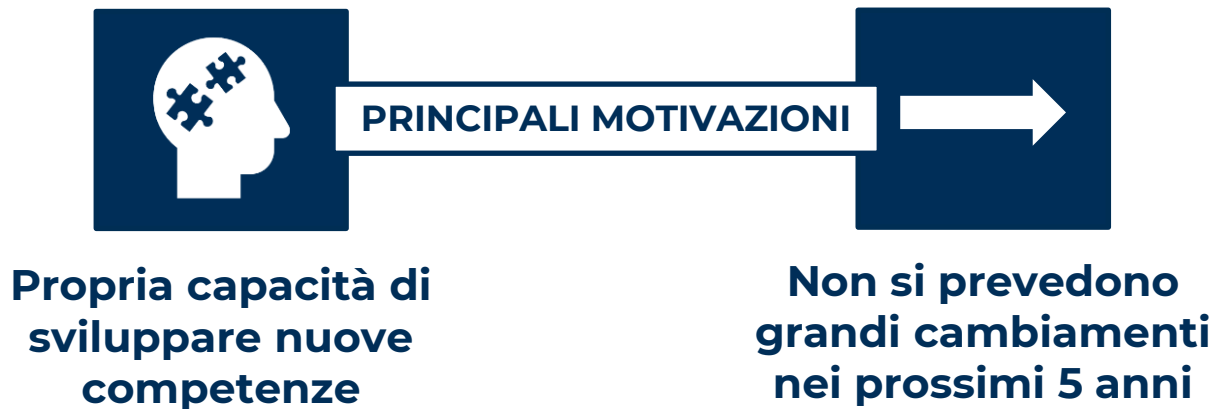 PRINCIPALI MOTIVAZIONI
Propria capacità di
sviluppare nuove
competenze
Non si prevedono
grandi cambiamenti
nei prossimi 5 anni